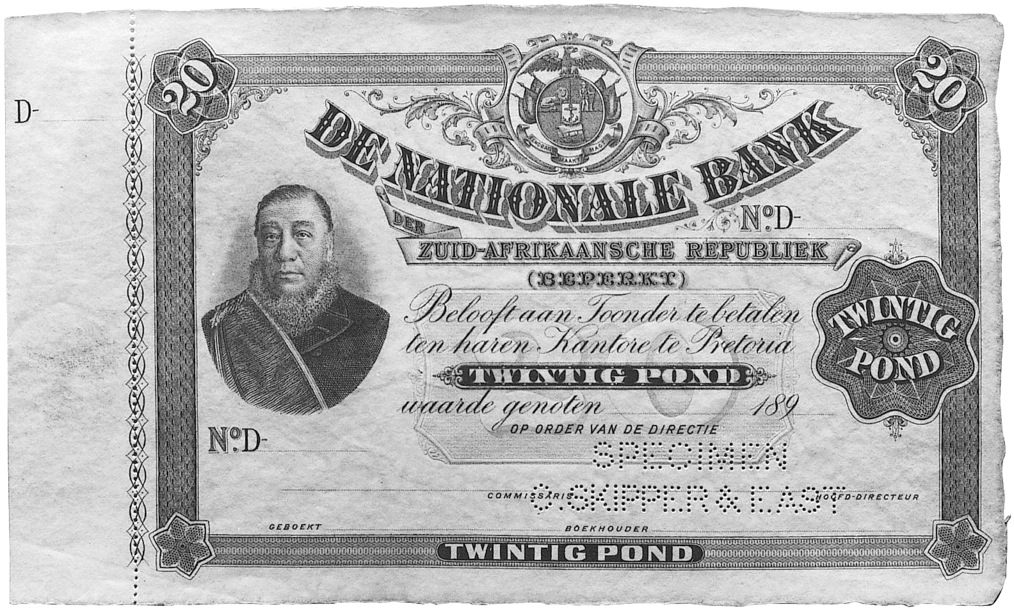 20
20
D-
DE NATIONALE BANK
DER
NO. D-
ZUID-AFRIKAANSCHE REPUBLIEK
(BEPERKT)
Belooft aan Toonder te betalen
ten haren Kantore te Pretoria
TWINTIG POND
TWINTIG
POND
waarde genoten 189
OP ORDER VAN DE DIRECTIE
NO. D-
SPECIMEN
COMMISSARIS HOOFD-DIRECTEUR
C. SKIPPER & EAST
GEBOEKT BOEKHOUDER
TWINTIG POND